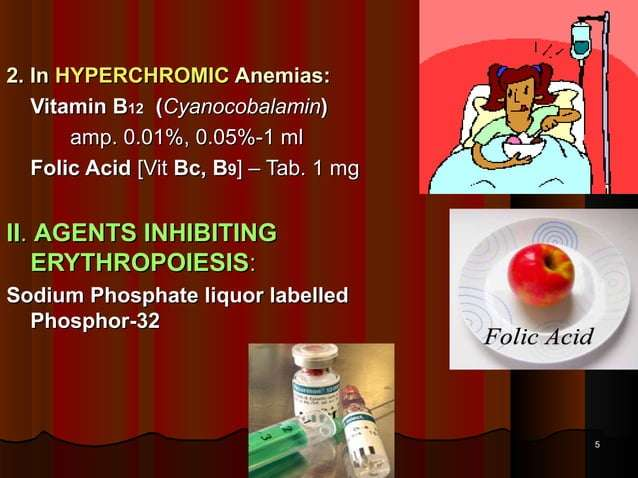 2. In HYPERCHROMIC Anemias:
Vitamin B12 (Cyanocobalamin)
amp. 0.01%, 0.05%-1 ml
Folic Acid [Vit Bc, B9] – Tab. 1 mg
II. AGENTS INHIBITING
ERYTHROPOIESIS:
Sodium Phosphate liquor labelled
Phosphor-32
Folic Acid
5